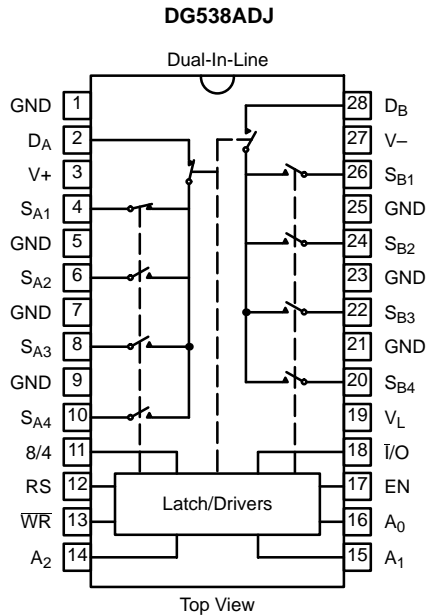 DG538ADJ
Dual-In-Line
GND 1
D_A 2
V+ 3
S_A1 4
GND 5
S_A2 6
GND 7
S_A3 8
GND 9
S_A4 10
8/4 11
RS 12
W̅R̅ 13
A_2 14
28 D_B
27 V–
26 S_B1
25 GND
24 S_B2
23 GND
22 S_B3
21 GND
20 S_B4
19 V_L
18 I̅/O
17 EN
16 A_0
15 A_1
Latch/Drivers
Top View